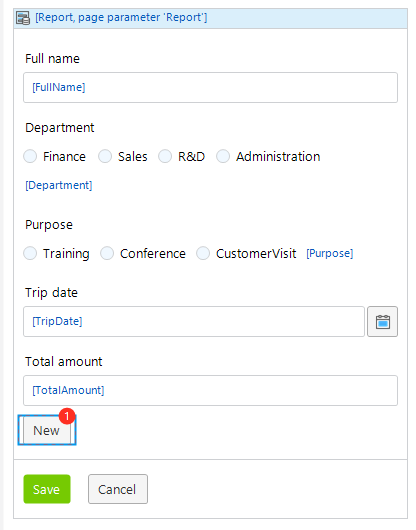 [Report, page parameter 'Report']
Full name
[FullName]
Department
Finance Sales R&D Administration
[Department]
Purpose
Training Conference CustomerVisit [Purpose]
Trip date
[TripDate]
Total amount
[TotalAmount]
1
New
Save Cancel